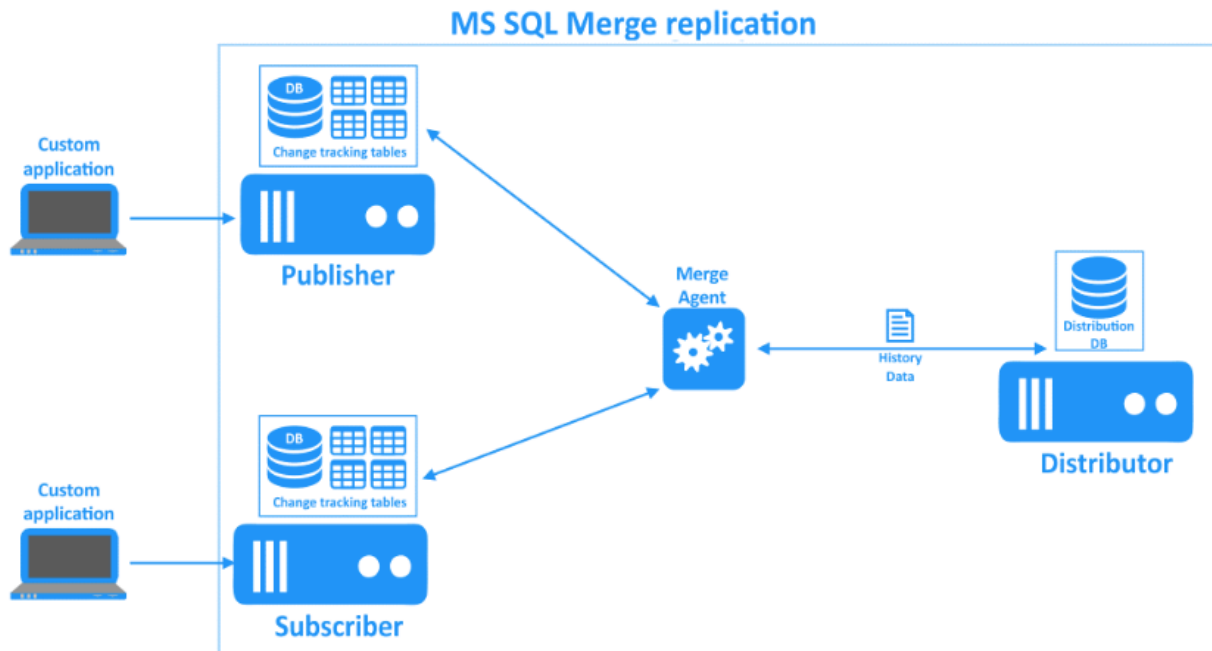 MS SQL Merge replication
DB
Change tracking tables
Custom
application
Publisher
Merge
Agent
Distribution
DB
History
Data
DB
Change tracking tables
Distributor
Custom
application
Subscriber